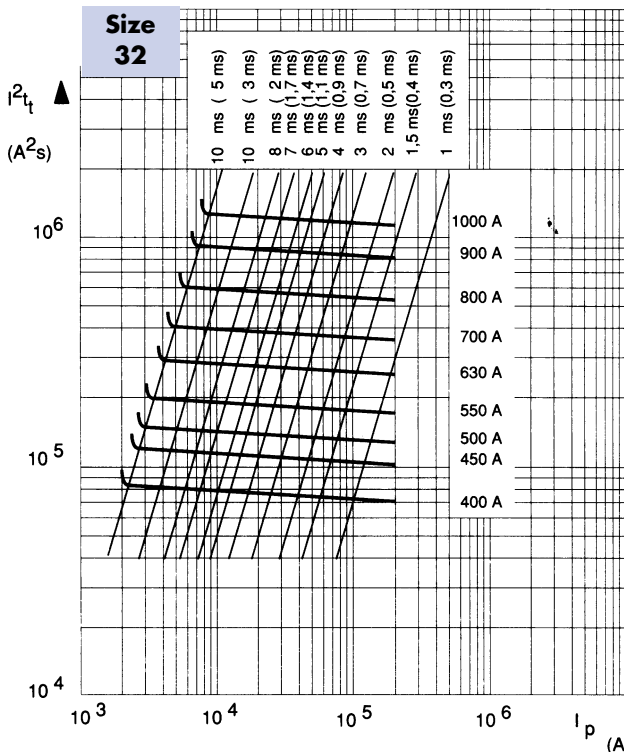 Size
32
I²tt
(A²s)
10 ms ( 5 ms)
10 ms ( 3 ms)
8 ms ( 2 ms)
7 ms (1,7 ms)
6 ms (1,4 ms)
5 ms (1,1 ms)
4 ms (0,9 ms)
3 ms (0,7 ms)
2 ms (0,5 ms)
1,5 ms(0,4 ms)
1 ms (0,3 ms)
10⁶
10⁵
10⁴
1000 A
900 A
800 A
700 A
630 A
550 A
500 A
450 A
400 A
10³
10⁴
10⁵
10⁶
Ip
(A